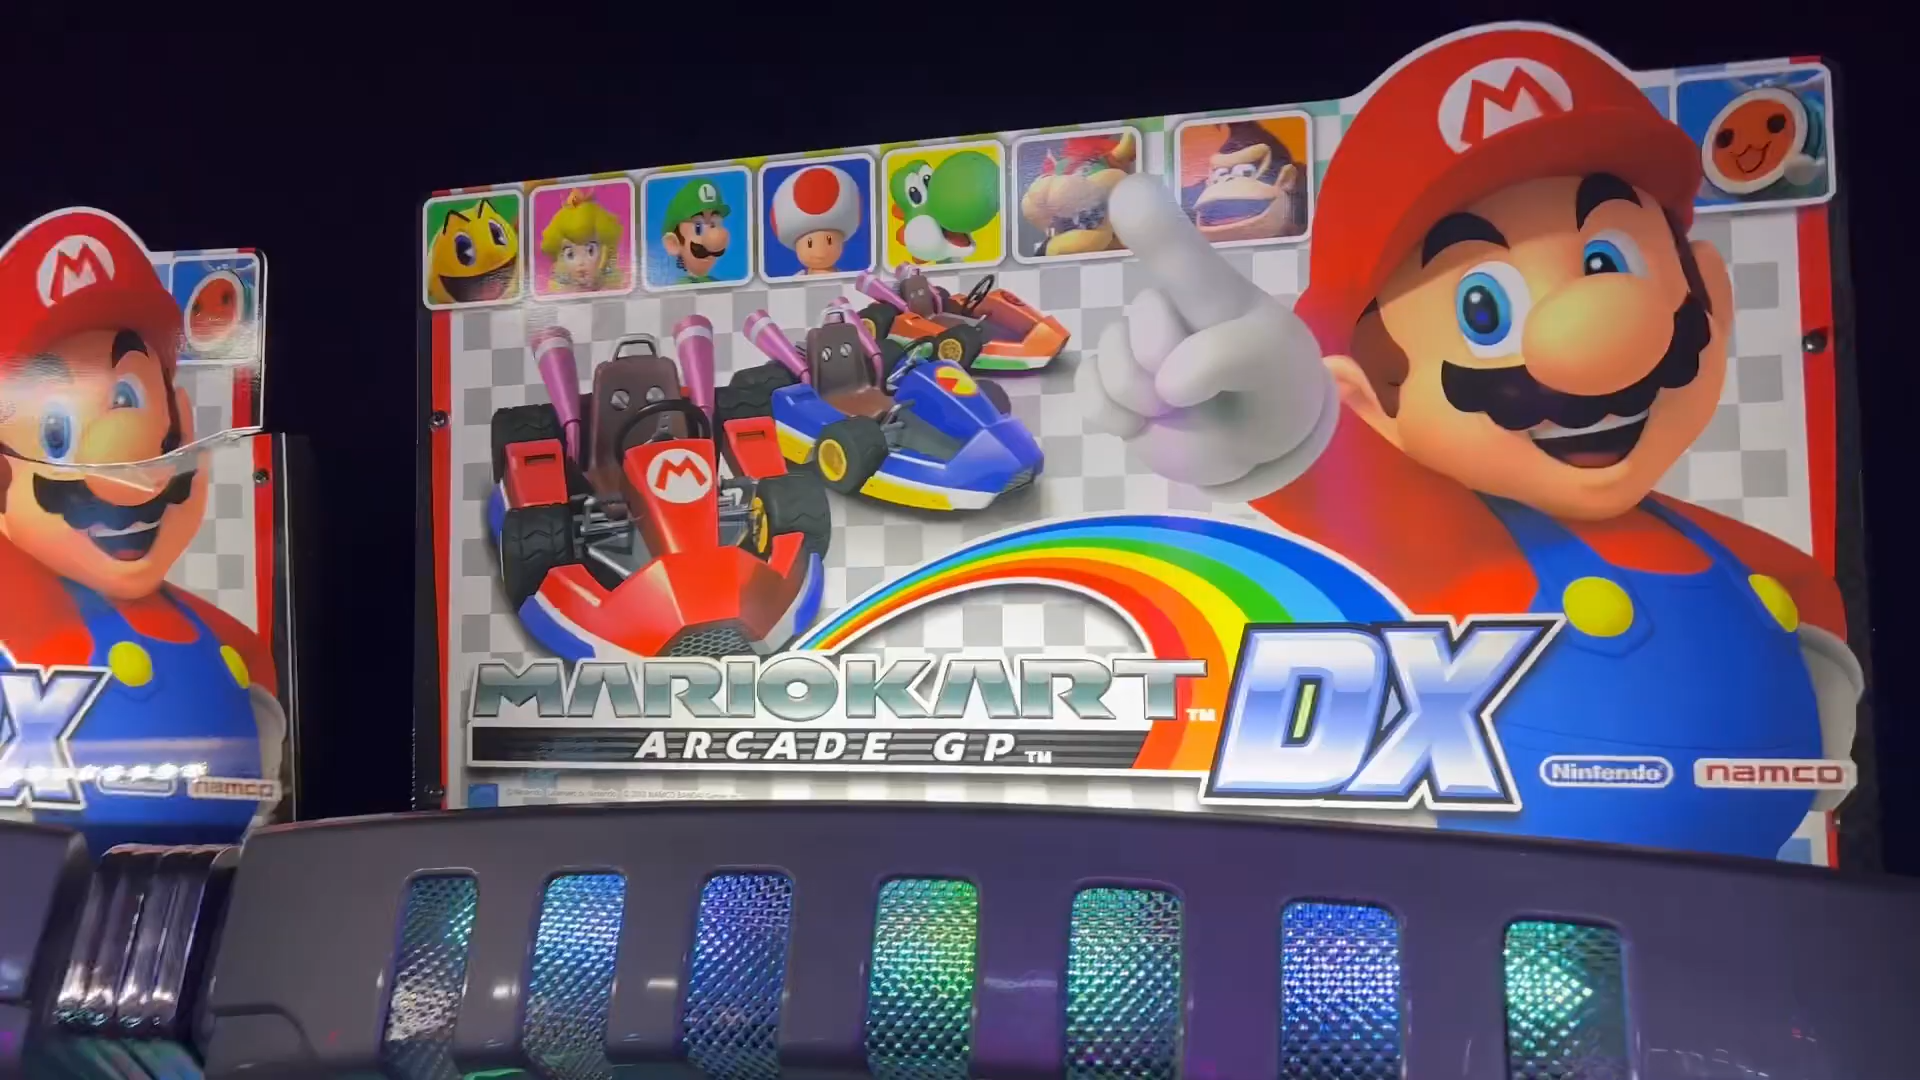 M
M
L
M
MARIOKART™
ARCADE GP™
DX
Nintendo
namco
X
namco